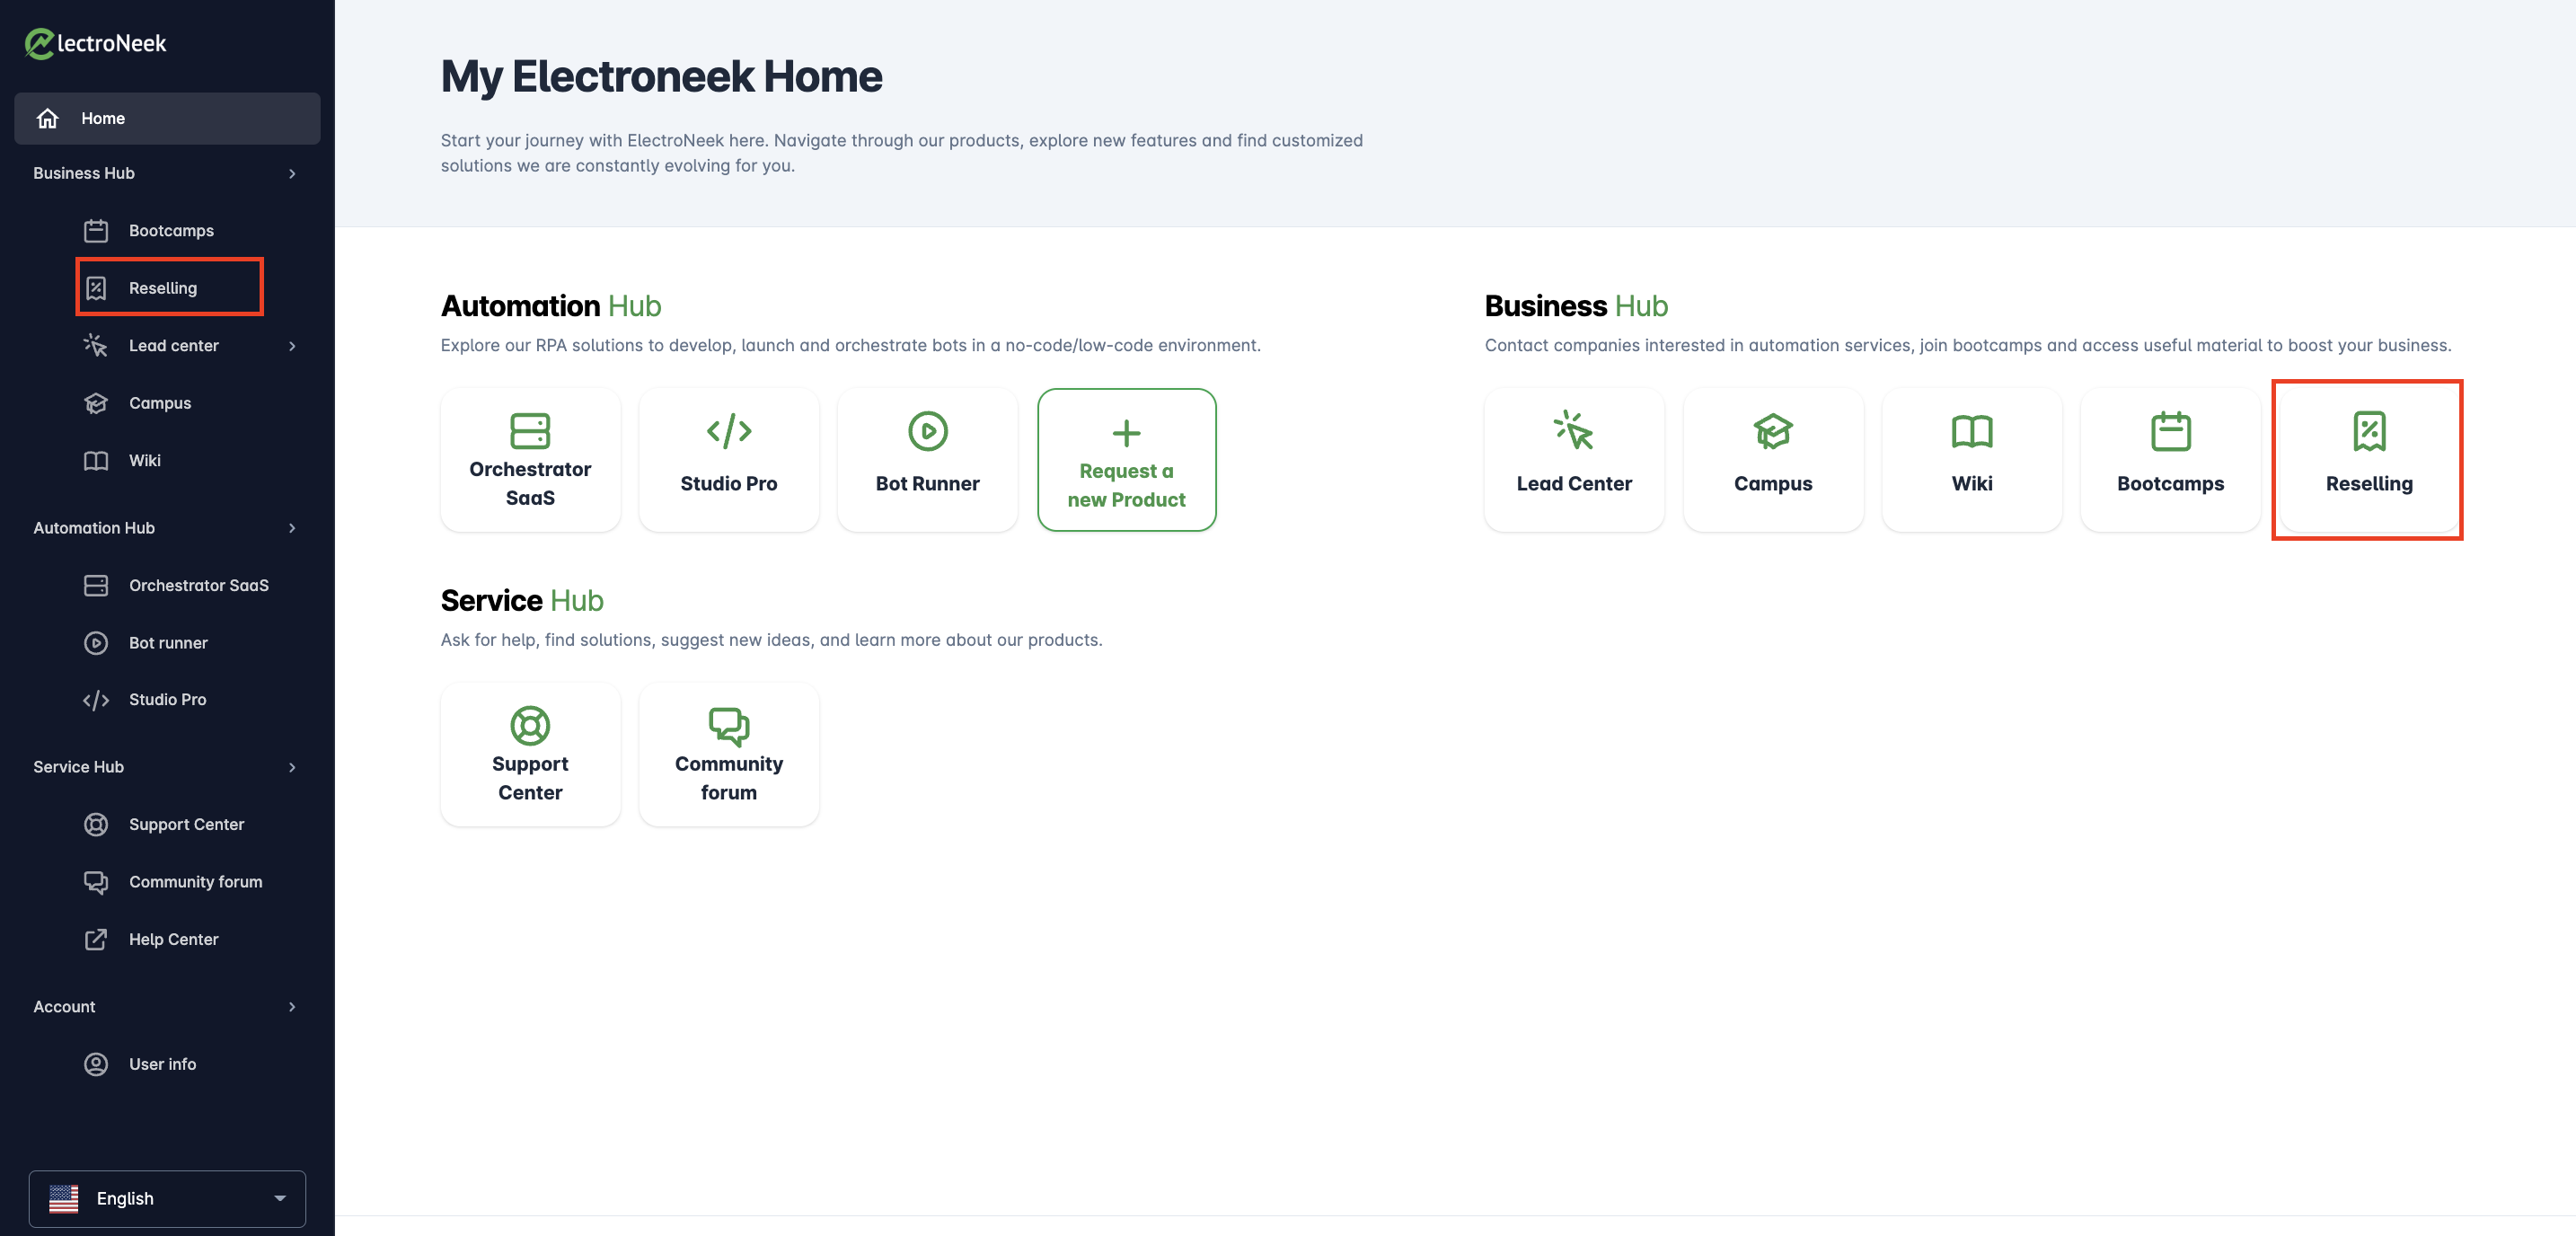 lectroNeek
Home
Business Hub
Bootcamps
Reselling
Lead center
Campus
Wiki
Automation Hub
Orchestrator SaaS
Bot runner
Studio Pro
Service Hub
Support Center
Community forum
Help Center
Account
User info
English
My Electroneek Home
Start your journey with ElectroNeek here. Navigate through our products, explore new features and find customized
solutions we are constantly evolving for you.
Automation Hub
Explore our RPA solutions to develop, launch and orchestrate bots in a no-code/low-code environment.
Orchestrator
SaaS
Studio Pro
Bot Runner
Request a
new Product
Business Hub
Contact companies interested in automation services, join bootcamps and access useful material to boost your business.
Lead Center
Campus
Wiki
Bootcamps
Reselling
Service Hub
Ask for help, find solutions, suggest new ideas, and learn more about our products.
Support
Center
Community
forum